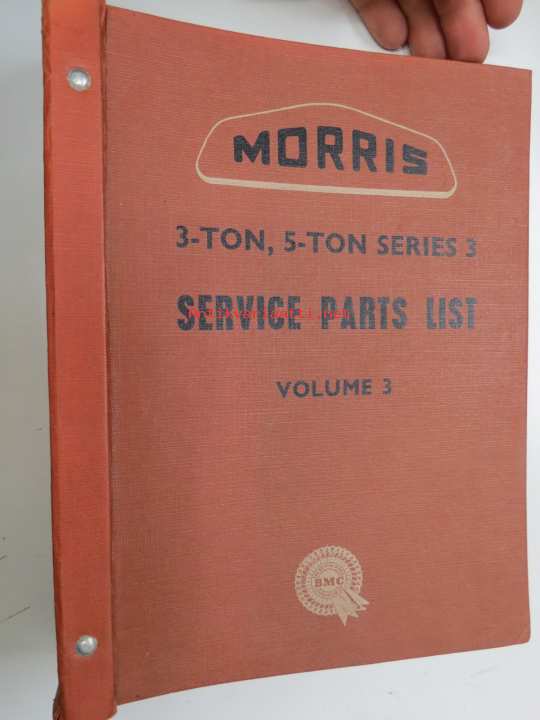 MORRIS
3-TON, 5-TON SERIES 3
SERVICE PARTS LIST
VOLUME 3
BMC